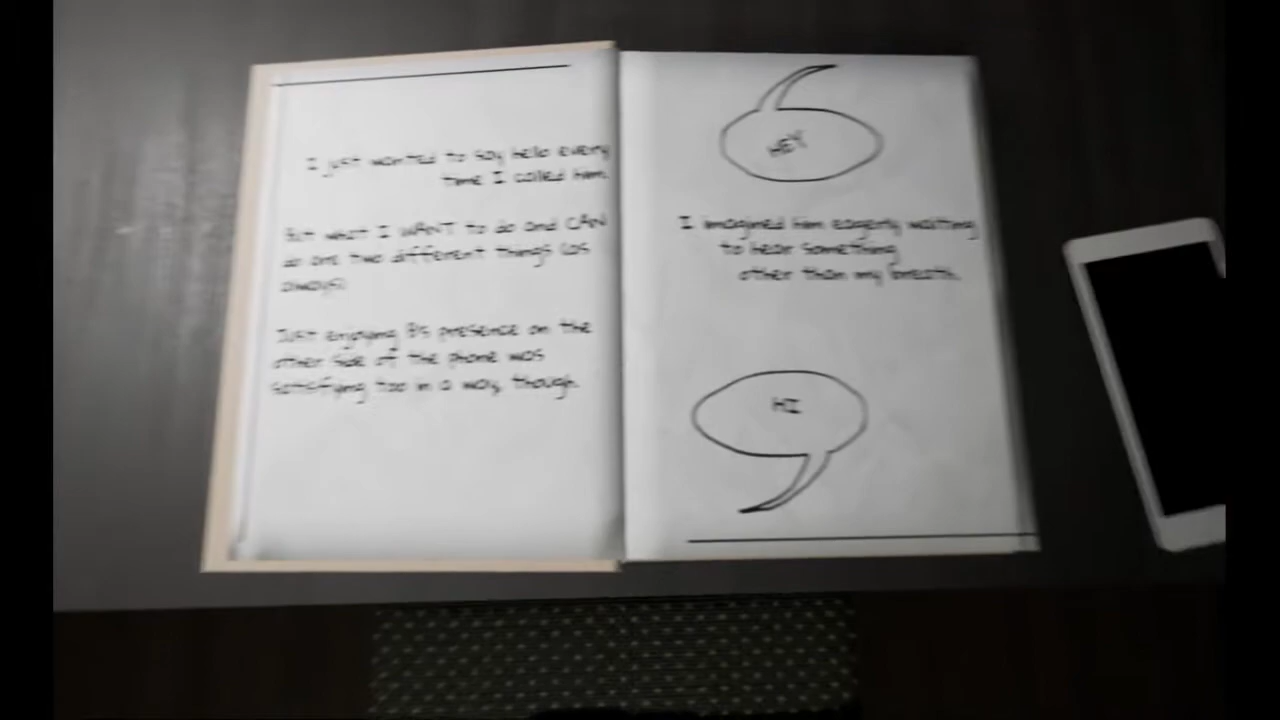 I just wanted to say hello every
time I called him.
But what I WANT to do and CAN
do are two different things (as
always).
Just enjoying B's presence on the
other side of the phone was
satisfying too in a way, though.
HEY
I imagined him eagerly waiting
to hear something
other than my breath.
HI